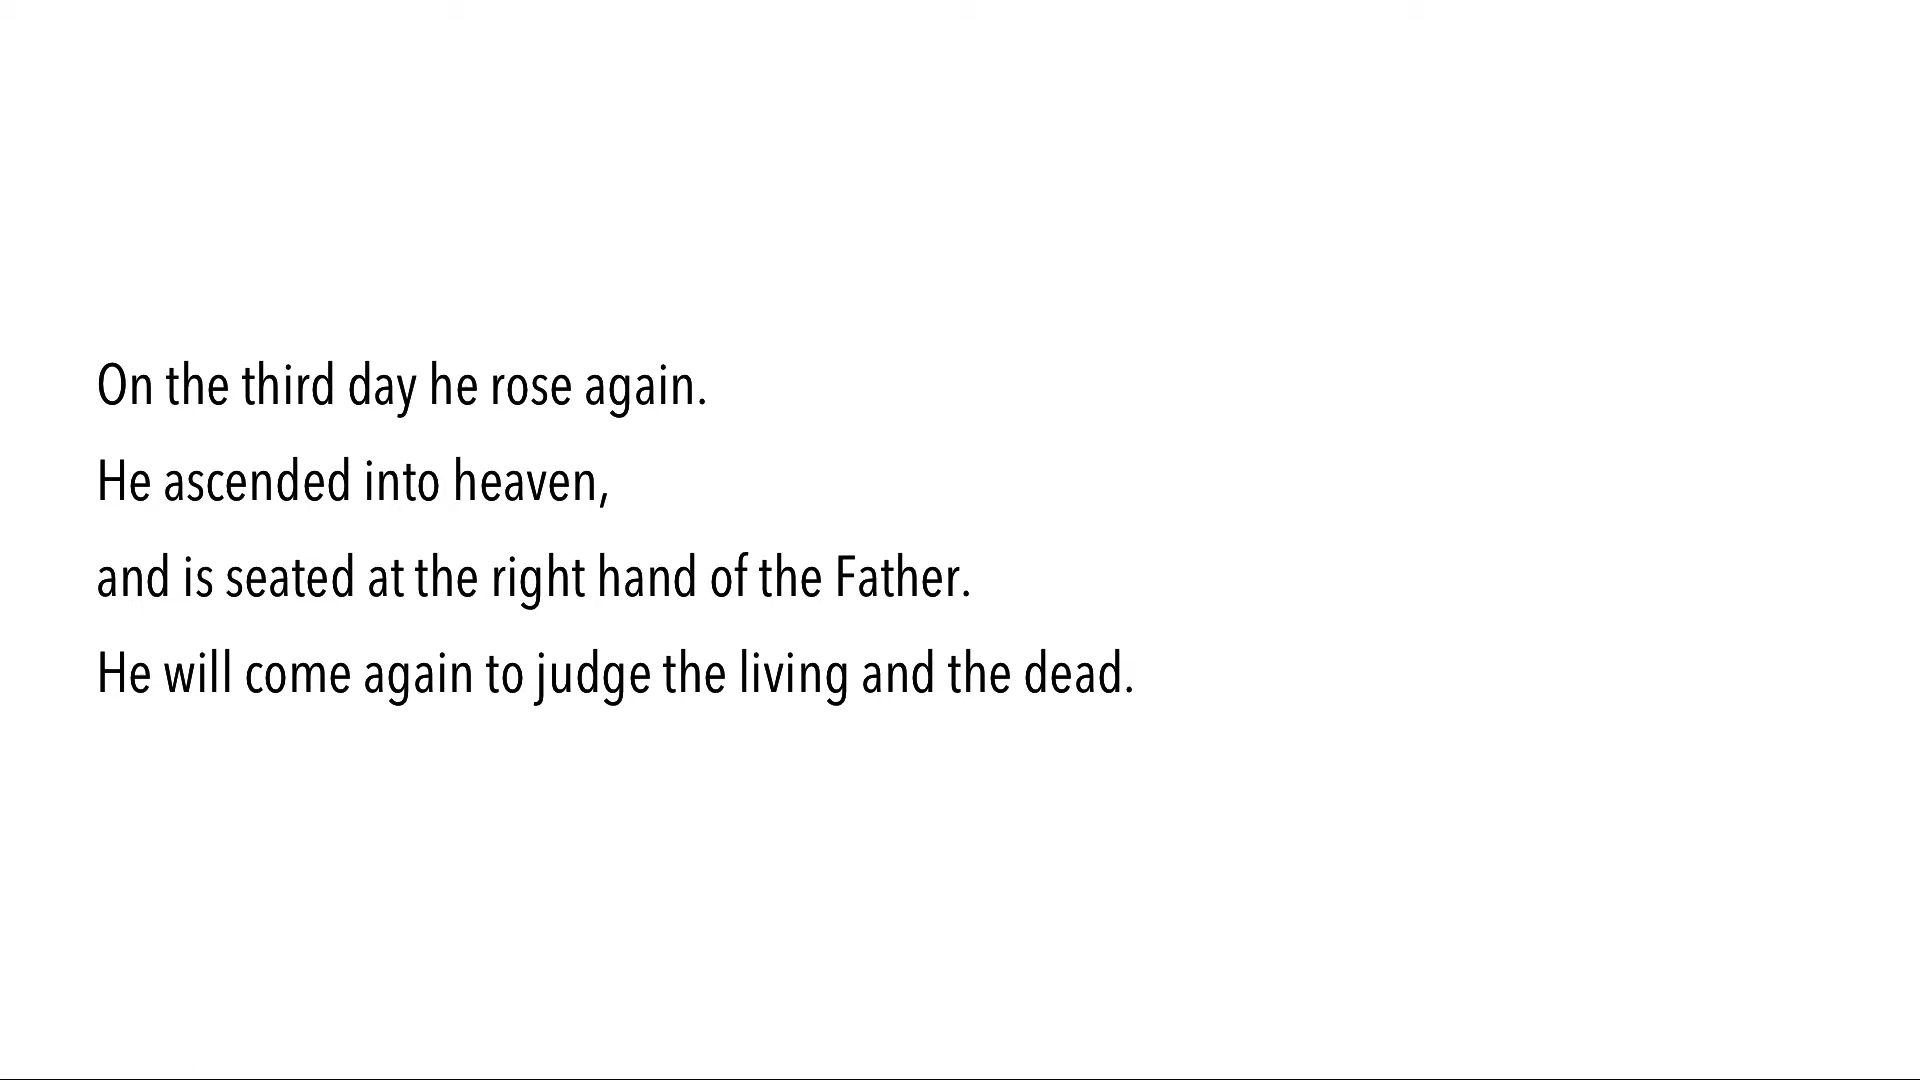 On the third day he rose again.
He ascended into heaven,
and is seated at the right hand of the Father.
He will come again to judge the living and the dead.